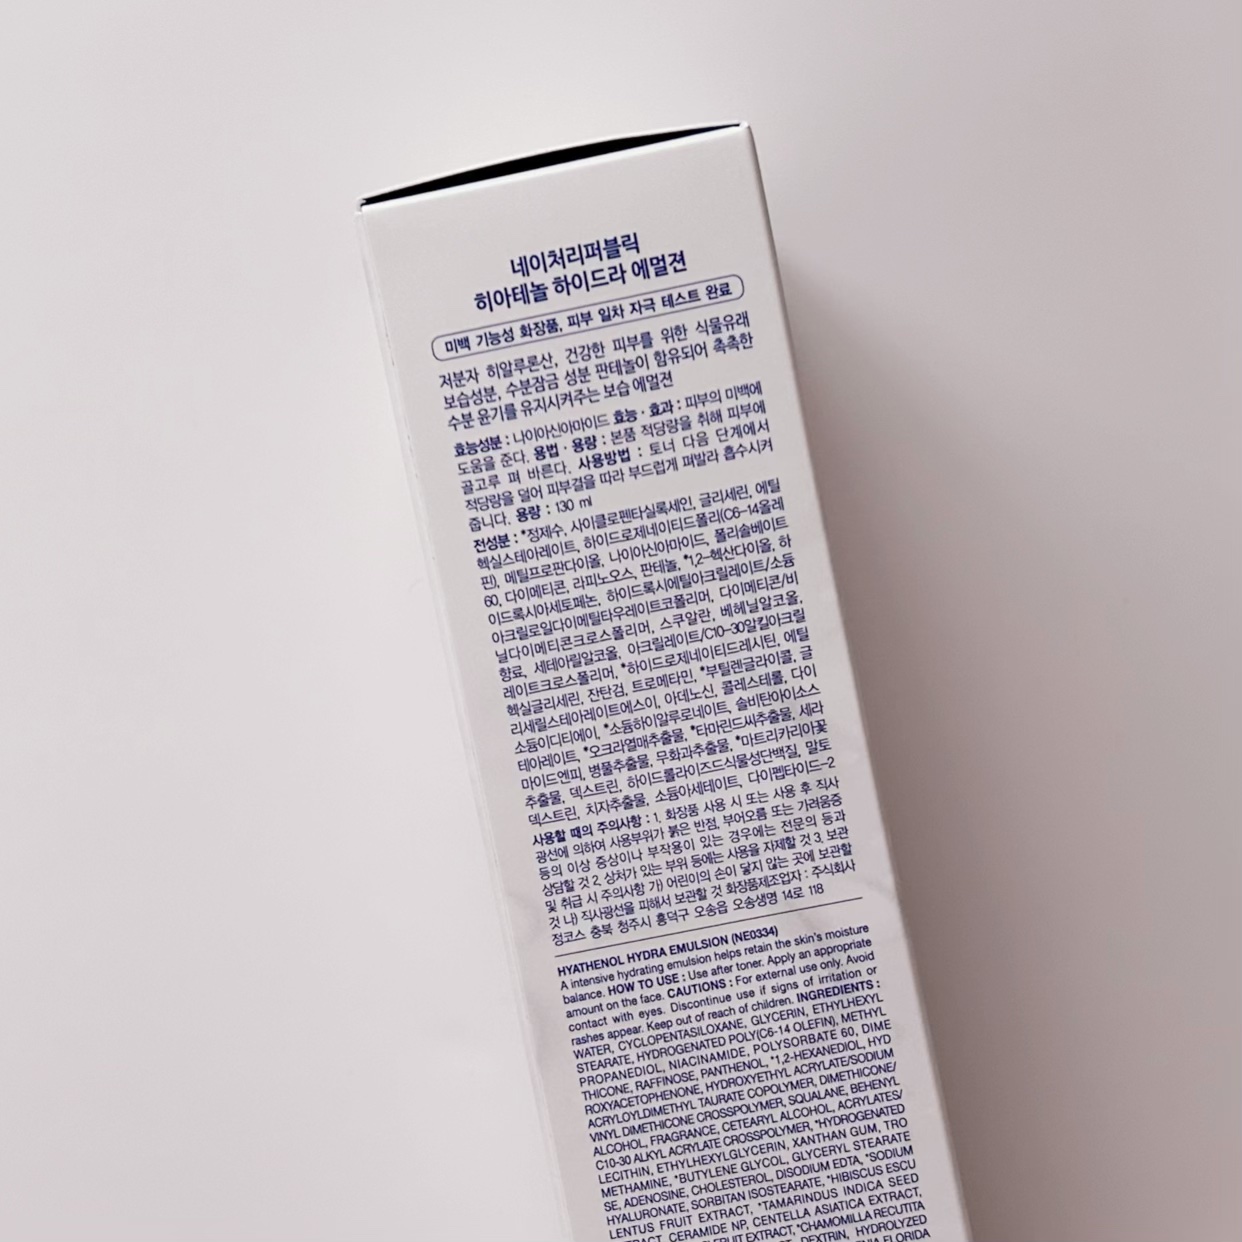 네이처리퍼블릭
히아테놀 하이드라 에멀젼
미백 기능성 화장품, 피부 일차 자극 테스트 완료
저분자 히알루론산, 건강한 피부를 위한 식물유래
보습성분, 수분잠금 성분 판테놀이 함유되어 촉촉한
수분 윤기를 유지시켜주는 보습 에멀젼
효능성분 : 나이아신아마이드 효능 · 효과 : 피부의 미백에
도움을 준다. 용법 · 용량 : 본품 적당량을 취해 피부에
골고루 펴 바른다. 사용방법 : 토너 다음 단계에서
적당량을 덜어 피부결을 따라 부드럽게 펴발라 흡수시켜
줍니다. 용량 : 130 ml
전성분 : *정제수, 사이클로펜타실록세인, 글리세린, 에틸
헥실스테아레이트, 하이드로제네이티드폴리(C6-14올레
핀), 메틸프로판다이올, 나이아신아마이드, 폴리솔베이트
60, 다이메티콘, 라피노오스, 판테놀, *1,2-헥산다이올, 하
이드록시아세토페논, 하이드록시에틸아크릴레이트/소듐
아크릴로일다이메틸타우레이트코폴리머, 다이메티콘/비
닐다이메티콘크로스폴리머, 스쿠알란, 베헤닐알코올,
향료, 세테아릴알코올, 아크릴레이트/C10-30알킬아크릴
레이트크로스폴리머, *하이드로제네이티드레시틴, 에틸
헥실글리세린, 잔탄검, 트로메타민, *부틸렌글라이콜, 글
리세릴스테아레이트에스이, 아데노신, 콜레스테롤, 다이
소듐이디티에이, *소듐하이알루로네이트, 솔비탄아이소스
테아레이트, *오크라열매추출물, *타마린드씨추출물, 세라
마이드엔피, 병풀추출물, 무화과추출물, *마트리카리아꽃
추출물, 덱스트린, 하이드롤라이즈드식물성단백질, 말토
덱스트린, 치자추출물, 소듐아세테이트, 다이펩타이드-2
사용할 때의 주의사항 : 1. 화장품 사용 시 또는 사용 후 직사
광선에 의하여 사용부위가 붉은 반점, 부어오름 또는 가려움증
등의 이상 증상이나 부작용이 있는 경우에는 전문의 등과
상담할 것 2. 상처가 있는 부위 등에는 사용을 자제할 것 3. 보관
및 취급 시 주의사항 가) 어린이의 손이 닿지 않는 곳에 보관할
것 나) 직사광선을 피해서 보관할 것 화장품제조업자 : 주식회사
정코스 충북 청주시 흥덕구 오송읍 오송생명 14로 118
HYATHENOL HYDRA EMULSION (NE0334)
A intensive hydrating emulsion helps retain the skin's moisture
balance. HOW TO USE : Use after toner. Apply an appropriate
amount on the face. CAUTIONS : For external use only. Avoid
contact with eyes. Discontinue use if signs of irritation or
rashes appear. Keep out of reach of children. INGREDIENTS :
WATER, CYCLOPENTASILOXANE, GLYCERIN, ETHYLHEXYL
STEARATE, HYDROGENATED POLY(C6-14 OLEFIN), METHYL
PROPANEDIOL, NIACINAMIDE, POLYSORBATE 60, DIME
THICONE, RAFFINOSE, PANTHENOL, *1,2-HEXANEDIOL, HYD
ROXYACETOPHENONE, HYDROXYETHYL ACRYLATE/SODIUM
ACRYLOYLDIMETHYL TAURATE COPOLYMER, DIMETHICONE/
VINYL DIMETHICONE CROSSPOLYMER, SQUALANE, BEHENYL
ALCOHOL, FRAGRANCE, CETEARYL ALCOHOL, ACRYLATES/
C10-30 ALKYL ACRYLATE CROSSPOLYMER, *HYDROGENATED
LECITHIN, ETHYLHEXYLGLYCERIN, XANTHAN GUM, TRO
METHAMINE, *BUTYLENE GLYCOL, GLYCERYL STEARATE
SE, ADENOSINE, CHOLESTEROL, DISODIUM EDTA, *SODIUM
HYALURONATE, SORBITAN ISOSTEARATE, *HIBISCUS ESCU
LENTUS FRUIT EXTRACT, *TAMARINDUS INDICA SEED
CERAMIDE NP, CENTELLA ASIATICA EXTRACT,
FRUIT EXTRACT, *CHAMOMILLA RECUTITA
DEXTRIN, HYDROLYZED
FLORIDA